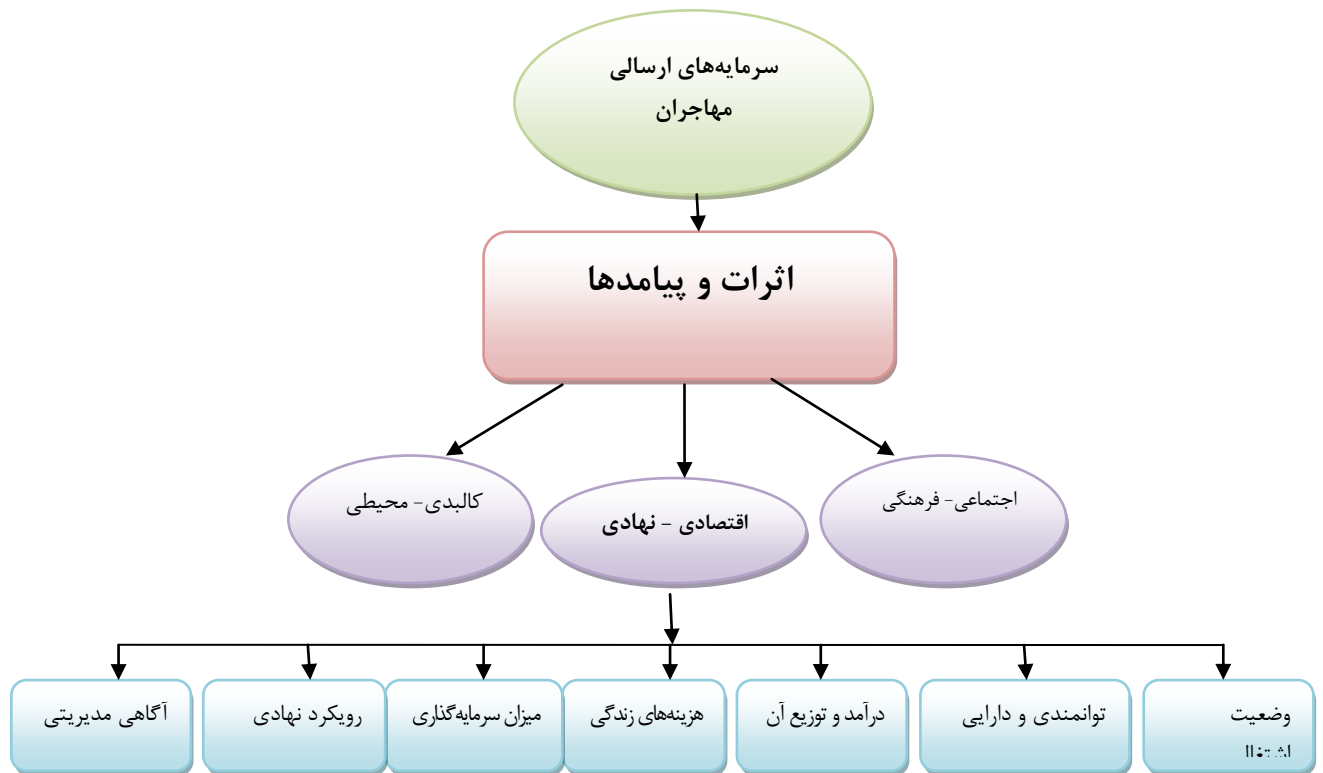 سرمایه‌های ارسالی
مهاجران
اثرات و پیامدها
اجتماعی- فرهنگی
اقتصادی - نهادی
کالبدی- محیطی
وضعیت
اشتغال
توانمندی و دارایی
درآمد و توزیع آن
هزینه‌های زندگی
میزان سرمایه‌گذاری
رویکرد نهادی
آگاهی مدیریتی